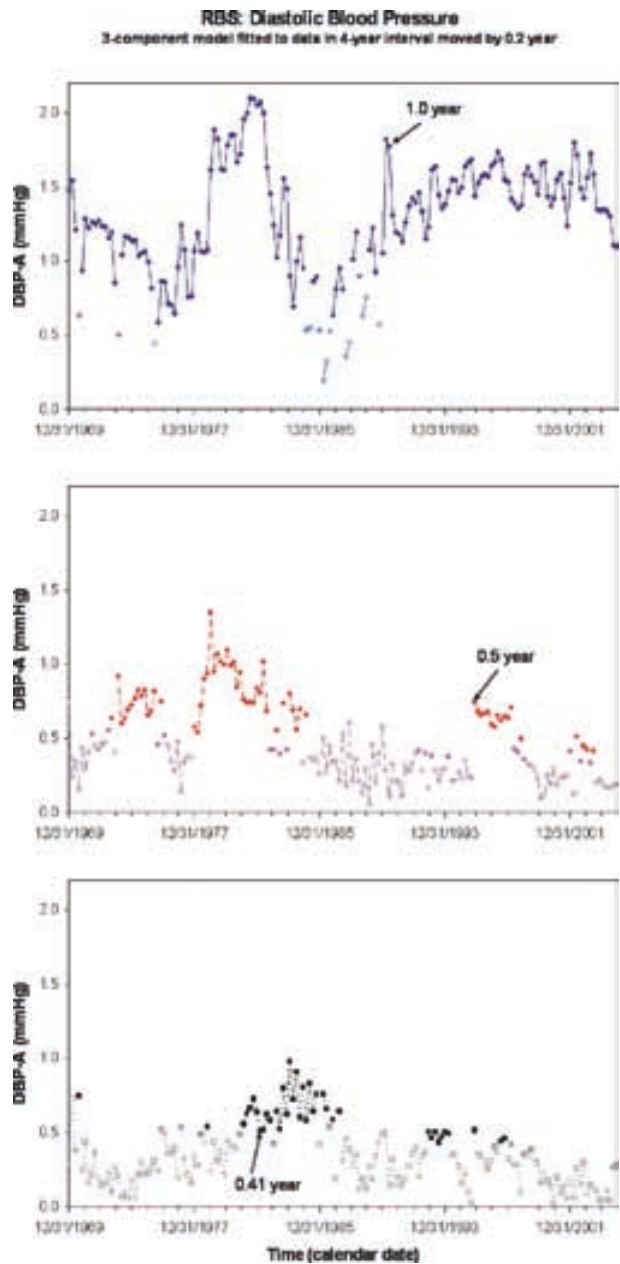 RBS: Diastolic Blood Pressure
3-component model fitted to data in 4-year interval moved by 0.2 year
DBP-A (mmHg)
2.0
1.5
1.0
0.5
0.0
1.0 year
12/31/1969 12/31/1977 12/31/1985 12/31/1993 12/31/2001
DBP-A (mmHg)
2.0
1.5
1.0
0.5
0.0
0.5 year
12/31/1969 12/31/1977 12/31/1985 12/31/1993 12/31/2001
DBP-A (mmHg)
2.0
1.5
1.0
0.5
0.0
0.41 year
12/31/1969 12/31/1977 12/31/1985 12/31/1993 12/31/2001
Time (calendar date)